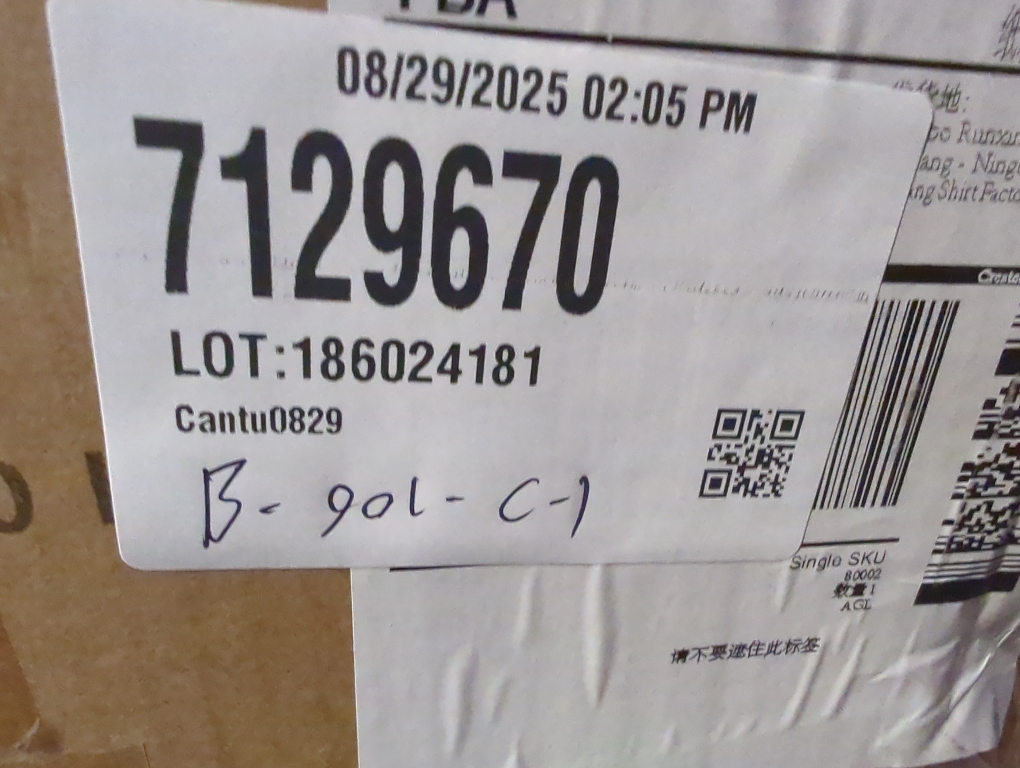 08/29/2025 02:05 PM
7129670
LOT:186024181
Cantu0829
B- 901- C-1
Single SKU
80002
数量 1
AGL
请不要遮住此标签